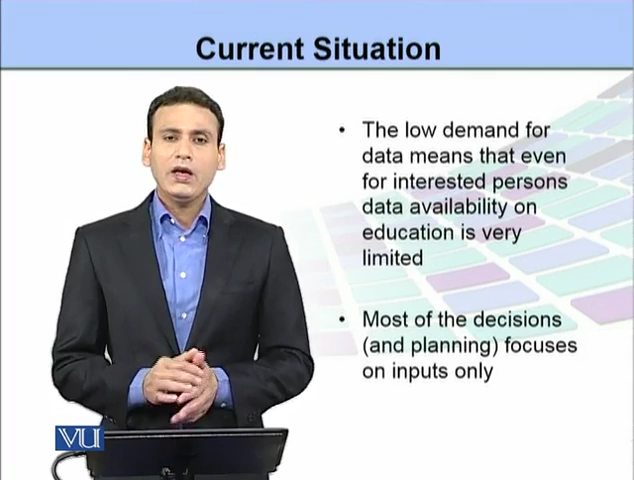 Current Situation
• The low demand for
data means that even
for interested persons
data availability on
education is very
limited
• Most of the decisions
(and planning) focuses
on inputs only
VU